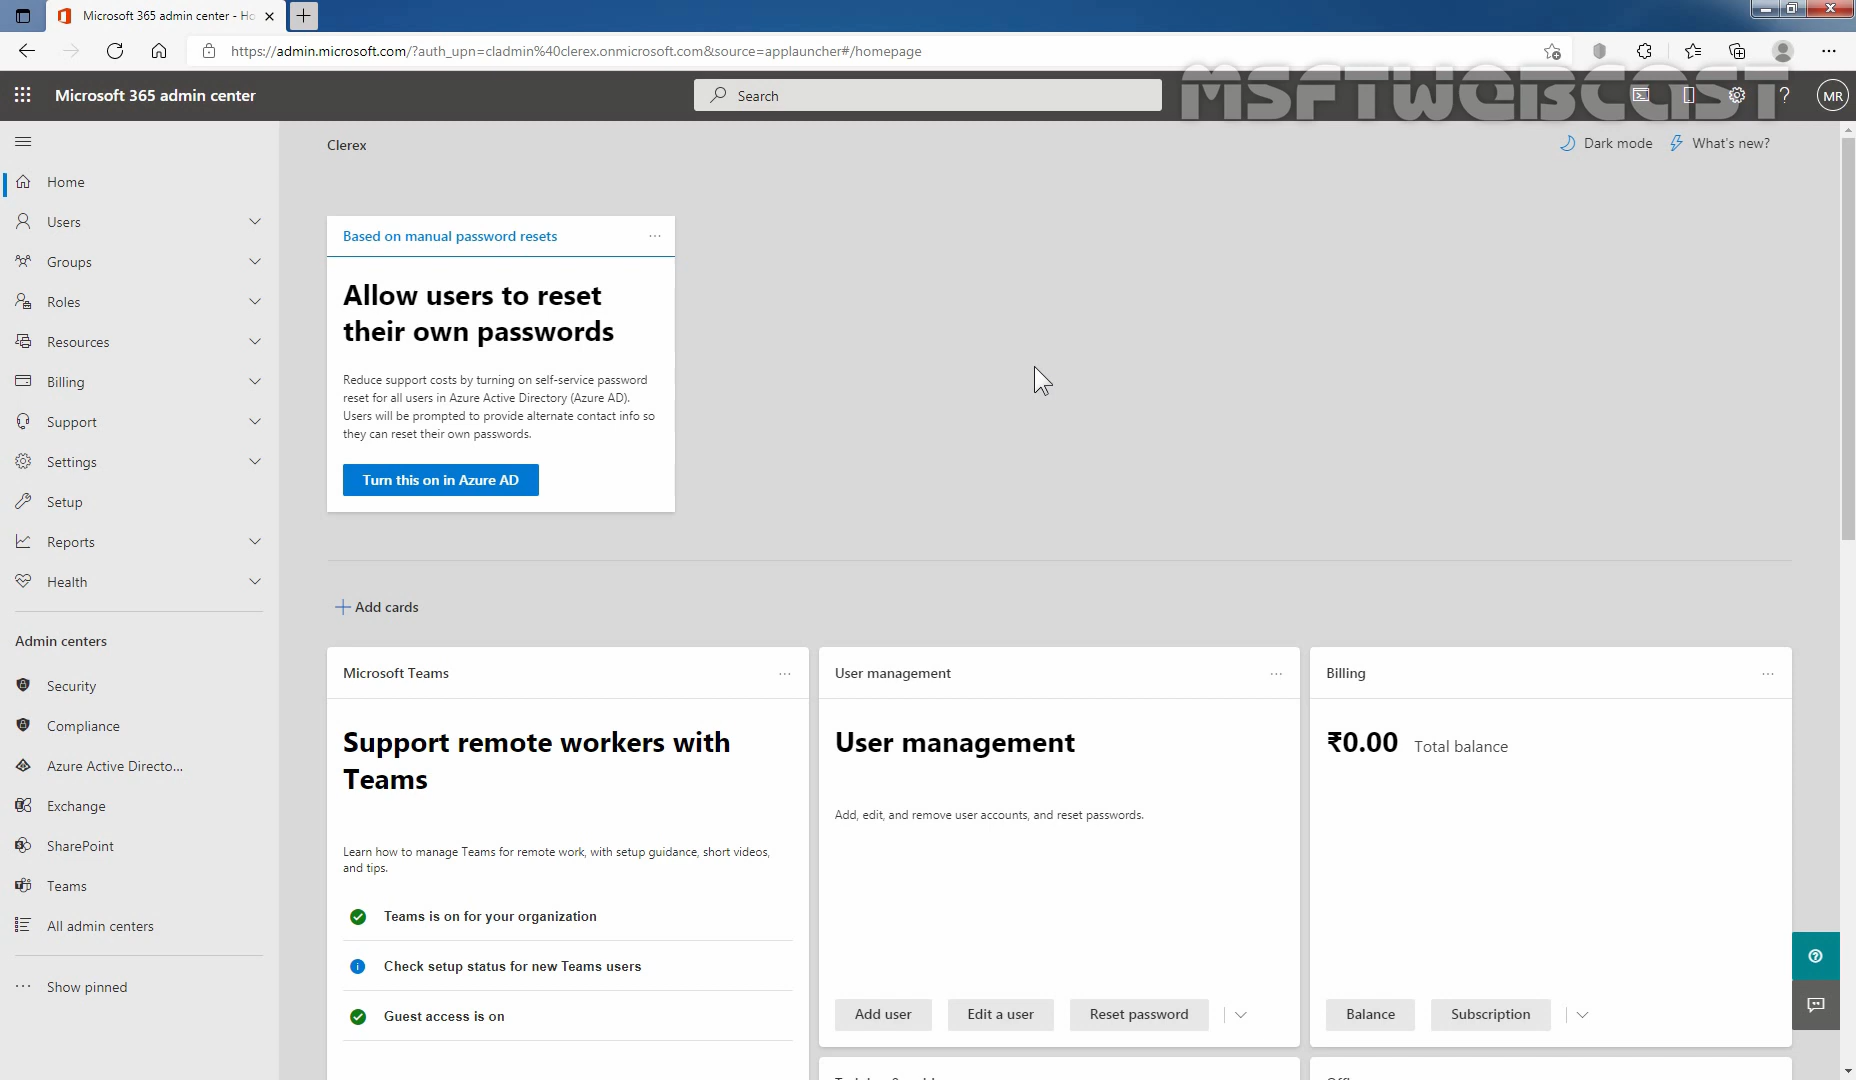 Microsoft 365 admin center - Ho
https://admin.microsoft.com/?auth_upn=cladmin%40clerex.onmicrosoft.com&source=applauncher#/homepage
Microsoft 365 admin center
Search
MSFTWEBCAST
MR
Clerex
Dark mode
What's new?
Home
Users
Groups
Roles
Resources
Billing
Support
Settings
Setup
Reports
Health
Admin centers
Security
Compliance
Azure Active Directo...
Exchange
SharePoint
Teams
All admin centers
Show pinned
Based on manual password resets
Allow users to reset
their own passwords
Reduce support costs by turning on self-service password
reset for all users in Azure Active Directory (Azure AD).
Users will be prompted to provide alternate contact info so
they can reset their own passwords.
Turn this on in Azure AD
Add cards
Microsoft Teams
Support remote workers with
Teams
Learn how to manage Teams for remote work, with setup guidance, short videos,
and tips.
Teams is on for your organization
Check setup status for new Teams users
Guest access is on
User management
User management
Add, edit, and remove user accounts, and reset passwords.
Add user
Edit a user
Reset password
Billing
₹0.00 Total balance
Balance
Subscription